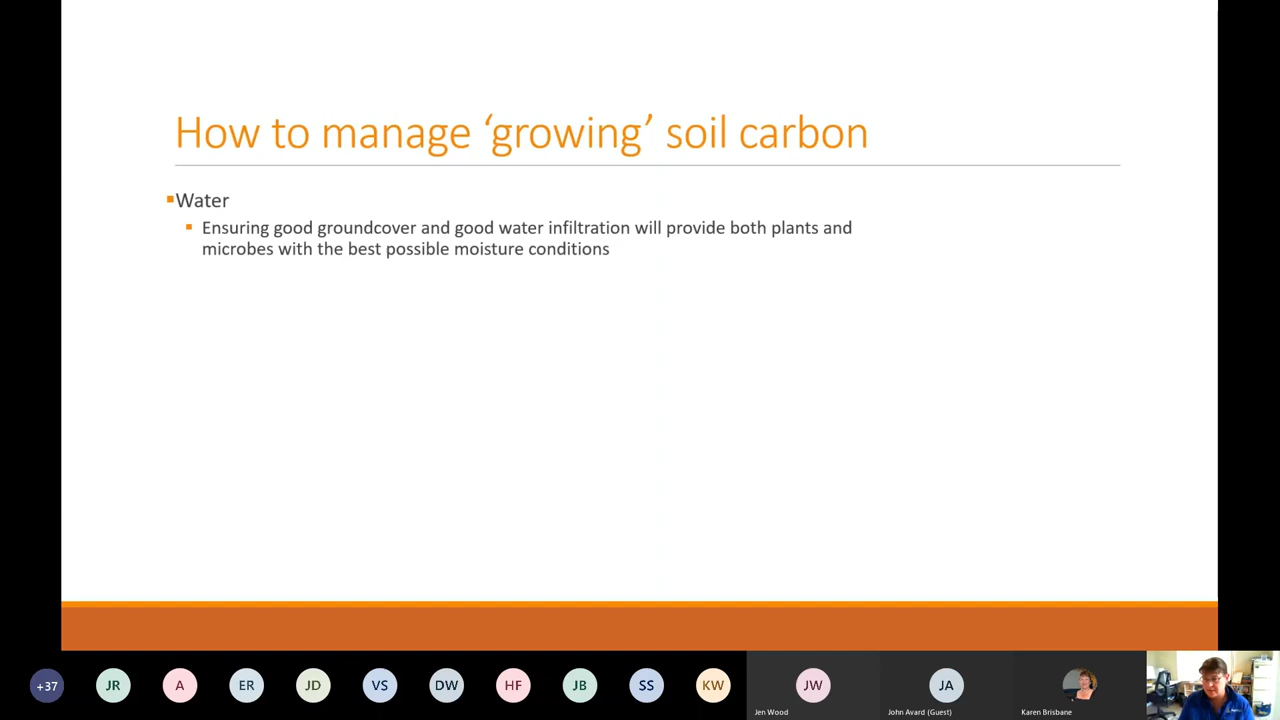 How to manage ‘growing’ soil carbon
Water
Ensuring good groundcover and good water infiltration will provide both plants and
microbes with the best possible moisture conditions
+37
JR
A
ER
JD
VS
DW
HF
JB
SS
KW
JW
Jen Wood
JA
John Avard (Guest)
Karen Brisbane